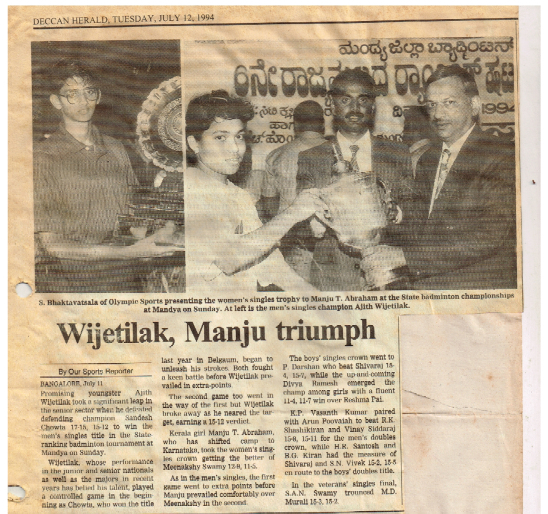 DECCAN HERALD, TUESDAY, JULY 12, 1994
ಮಂಡ್ಯ ಜಿಲ್ಲಾ ಬ್ಯಾಡ್ಮಿಂಟನ್
6ನೇ ರಾಜ್ಯ
1994
S. Bhaktavatsala of Olympic Sports presenting the women's singles trophy to Manju T. Abraham at the State badminton championships
at Mandya on Sunday. At left is the men's singles champion Ajith Wijetilak.
Wijetilak, Manju triumph
By Our Sports Reporter
BANGALORE, July 11
Promising youngster Ajith
Wijetilak took a significant leap in
the senior sector when he defeated
defending champion Sandesh
Chowta 17-15, 15-12 to win the
men's singles title in the State
ranking badminton tournament at
Mandya on Sunday.
Wijetilak, whose performance
in the junior and senior nationals
as well as the majors in recent
years has belied his talent, played
a controlled game in the beginn-
ing as Chowta, who won the title
last year in Belgaum, began to
unleash his strokes. Both fought
a keen battle before Wijetilak pre-
vailed in extra-points.
The second game too went in
the way of the first but Wijetilak
broke away as he neared the tar-
get, earning a 15-12 verdict.
Kerala girl Manju T. Abraham,
who has shifted camp to
Karnataka, took the women's sing-
les crown getting the better of
Meenakshy Swamy 12-9, 11-5.
As in the men's singles, the first
game went to extra points before
Manju prevailed comfortably over
Meenakshy in the second.
The boys' singles crown went to
P. Darshan who beat Shivaraj 15-
4, 15-7, while the up-and-coming
Divya Ramesh emerged the
champ among girls with a fluent
11-4, 11-7 win over Reshma Pai.
K.P. Vasanth Kumar paired
with Arun Poovatah to beat R.K.
Shashikiran and Vinay Siddaraj
15-9, 15-11 for the men's doubles
crown, while H.R. Santosh and
B.G. Kiran had the measure of
Shivaraj and S.N. Vivek 15-2, 15-8
en route to the boys' doubles title.
In the veterans' singles final,
S.A.N. Swamy trounced M.D.
Murali 15-3, 15-2.